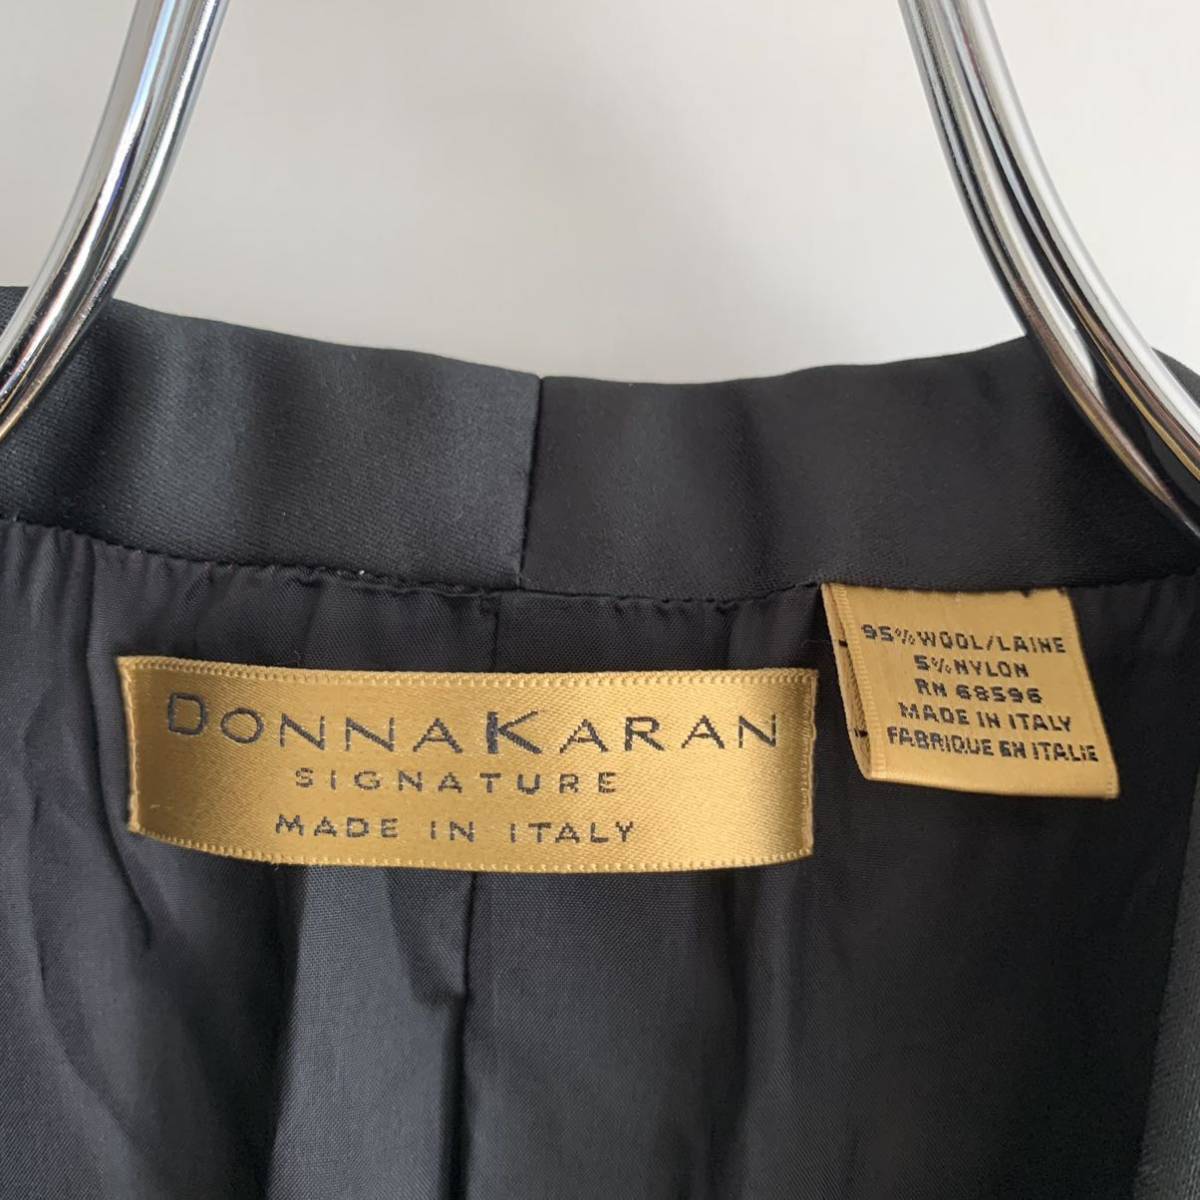 DONNAKARAN
SIGNATURE
MADE IN ITALY
95% WOOL/LAINE
5% NYLON
RN 68596
MADE IN ITALY
FABRIQUE EN ITALIE